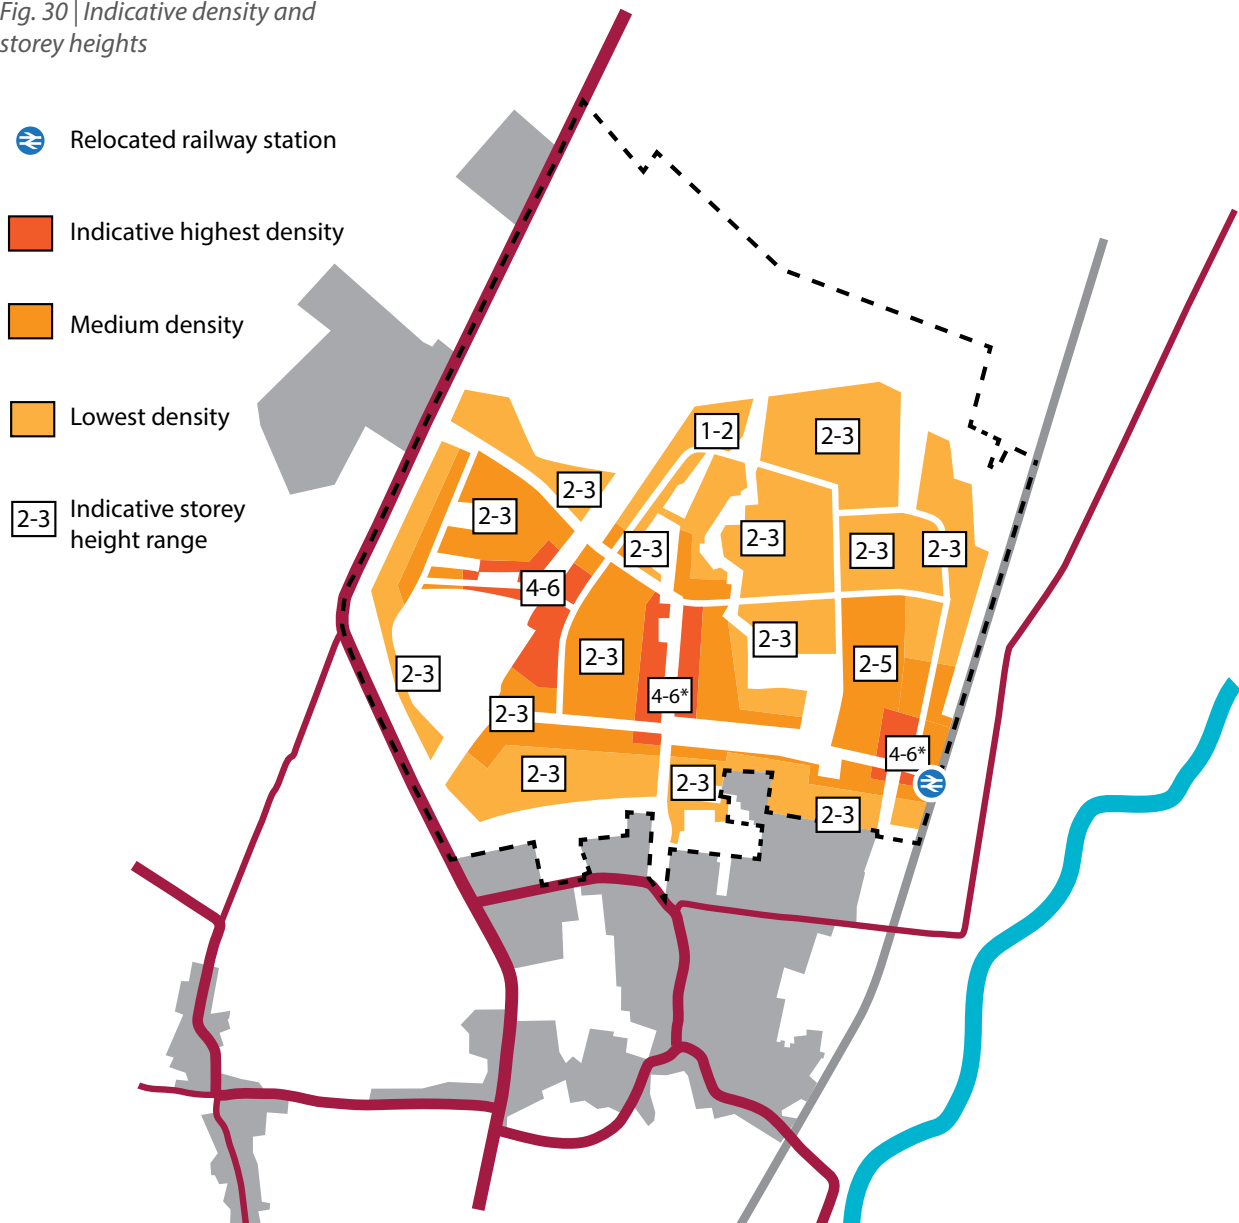 Fig. 30 | Indicative density and
storey heights
Relocated railway station
Indicative highest density
Medium density
Lowest density
2-3
Indicative storey
height range
1-2
2-3
2-3
2-3
2-3
2-3
2-3
2-3
4-6
2-3
2-3
2-3
2-5
4-6*
2-3
4-6*
2-3
2-3
2-3